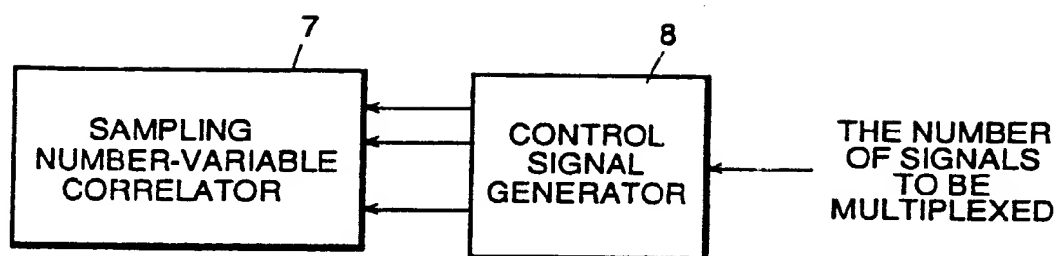 7
8
SAMPLING
NUMBER-VARIABLE
CORRELATOR
CONTROL
SIGNAL
GENERATOR
THE NUMBER
OF SIGNALS
TO BE
MULTIPLEXED